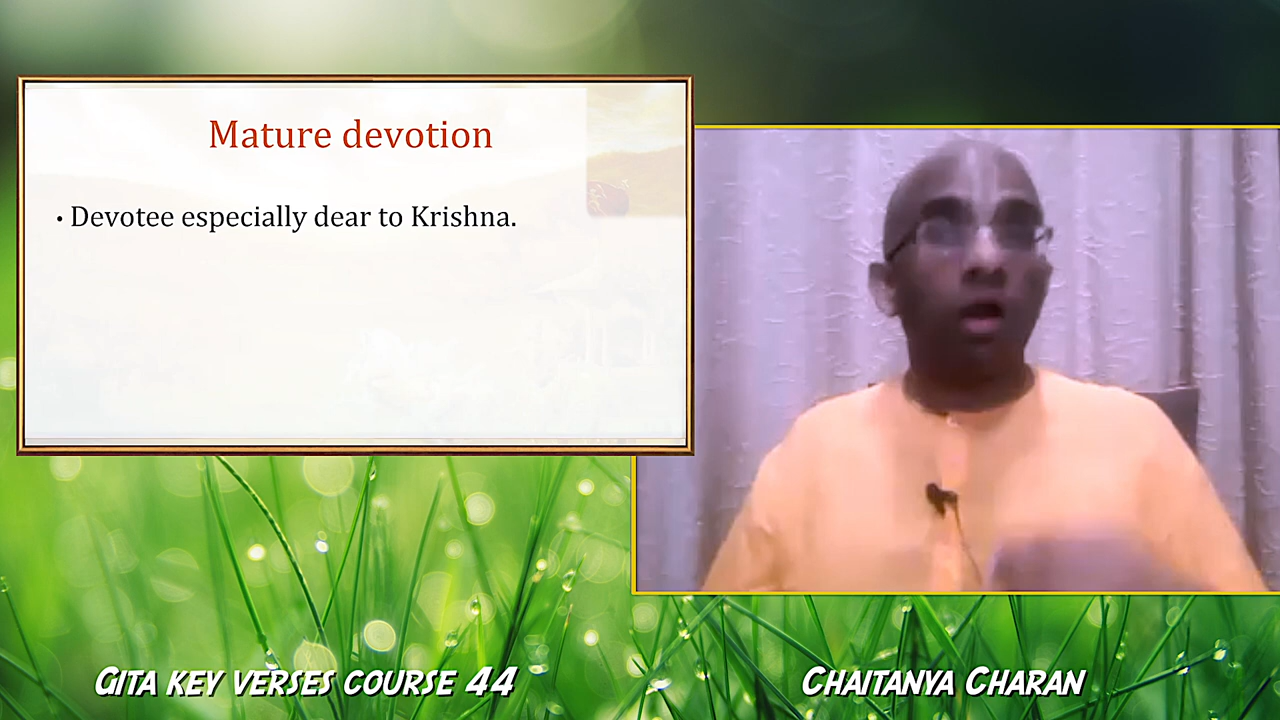 Mature devotion
• Devotee especially dear to Krishna.
Gita key verses course 44
Chaitanya Charan